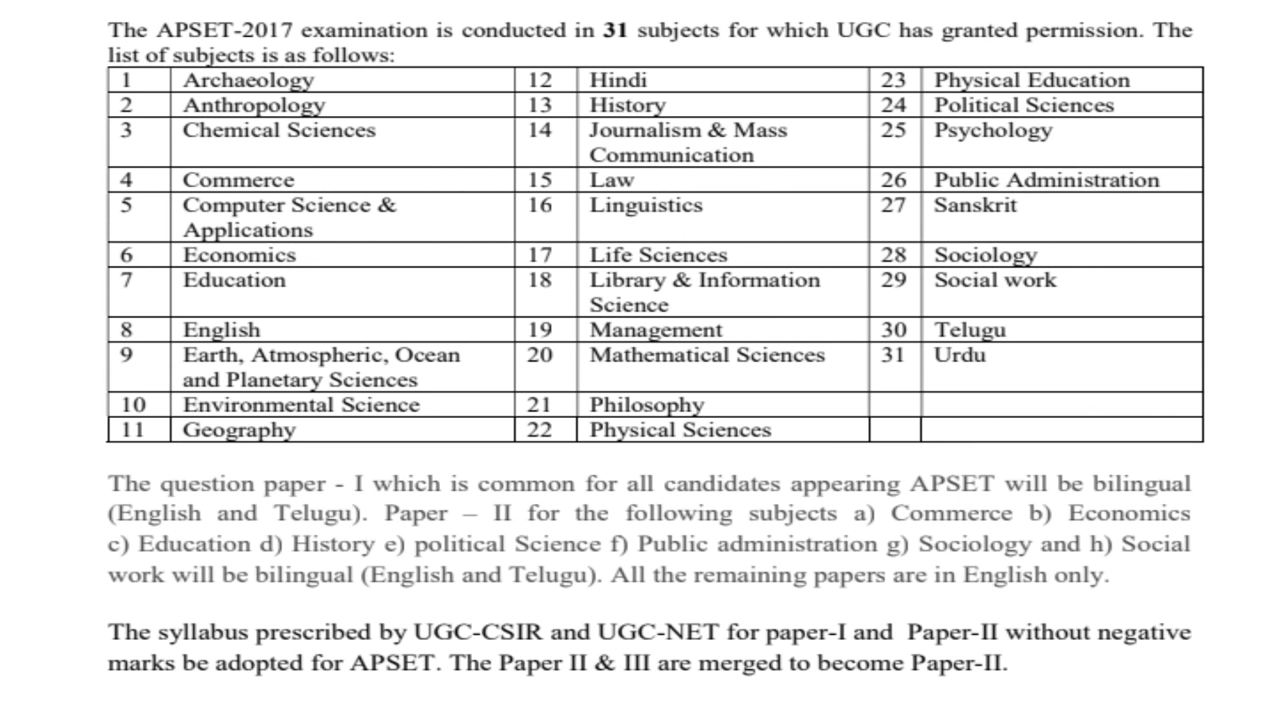 The APSET-2017 examination is conducted in 31 subjects for which UGC has granted permission. The
list of subjects is as follows:
1 Archaeology 12 Hindi 23 Physical Education
2 Anthropology 13 History 24 Political Sciences
3 Chemical Sciences 14 Journalism & Mass 25 Psychology
Communication
4 Commerce 15 Law 26 Public Administration
5 Computer Science & 16 Linguistics 27 Sanskrit
Applications
6 Economics 17 Life Sciences 28 Sociology
7 Education 18 Library & Information 29 Social work
Science
8 English 19 Management 30 Telugu
9 Earth, Atmospheric, Ocean 20 Mathematical Sciences 31 Urdu
and Planetary Sciences
10 Environmental Science 21 Philosophy
11 Geography 22 Physical Sciences
The question paper - I which is common for all candidates appearing APSET will be bilingual
(English and Telugu). Paper – II for the following subjects a) Commerce b) Economics
c) Education d) History e) political Science f) Public administration g) Sociology and h) Social
work will be bilingual (English and Telugu). All the remaining papers are in English only.
The syllabus prescribed by UGC-CSIR and UGC-NET for paper-I and Paper-II without negative
marks be adopted for APSET. The Paper II & III are merged to become Paper-II.